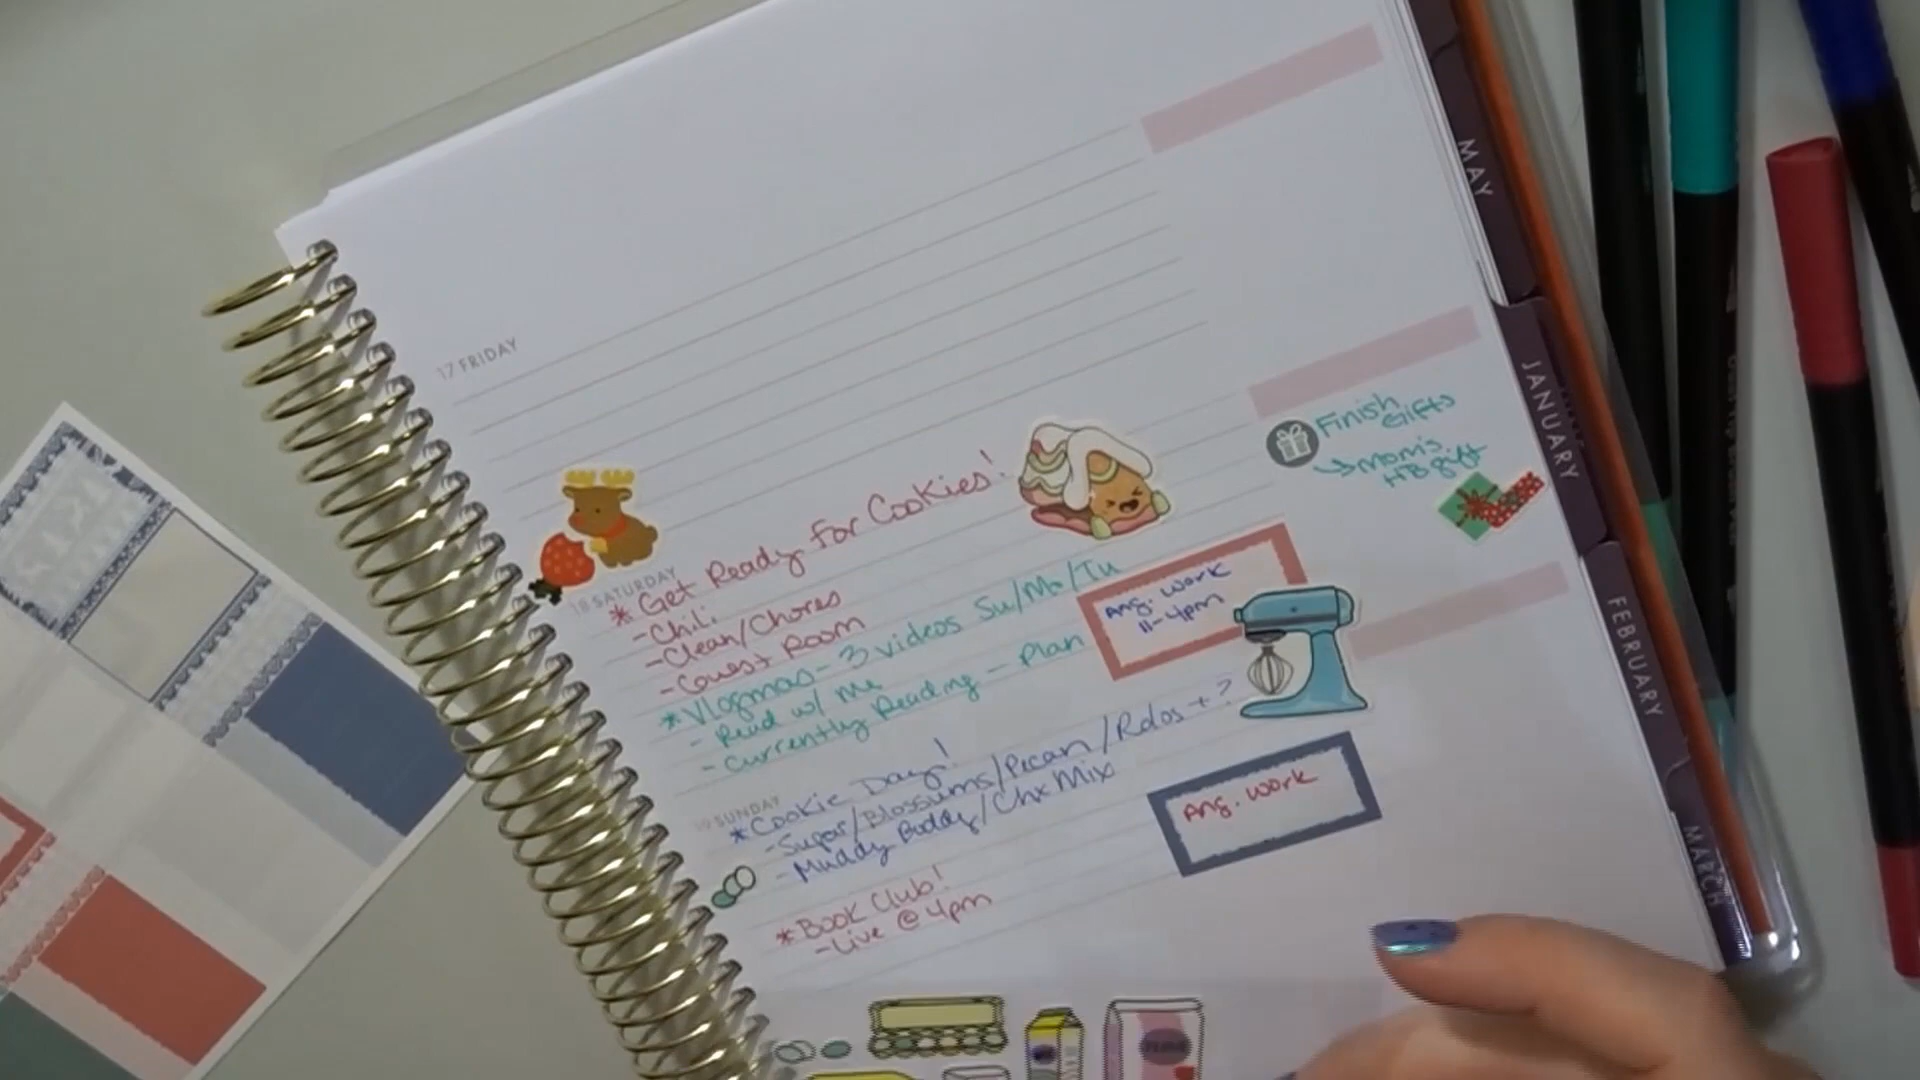 17 FRIDAY
18 SATURDAY
* Get Ready for Cookies!
- Chili
- Clean/Chores
- Guest Room
* Vlogmas - 3 videos Su/Mo/Tu
- Read w/ Me
- Currently Reading - Plan
Ang. work
11-4pm
Finish
Gifts
Mom's
HB gift
SUNDAY
* Cookie Day!
- Sugar/Blossums/Pecan/Rolos + ?
- Muddy Buddy/Chx Mix
* Book Club!
- Live @ 4pm
Ang. work
MAY
JANUARY
FEBRUARY
MARCH